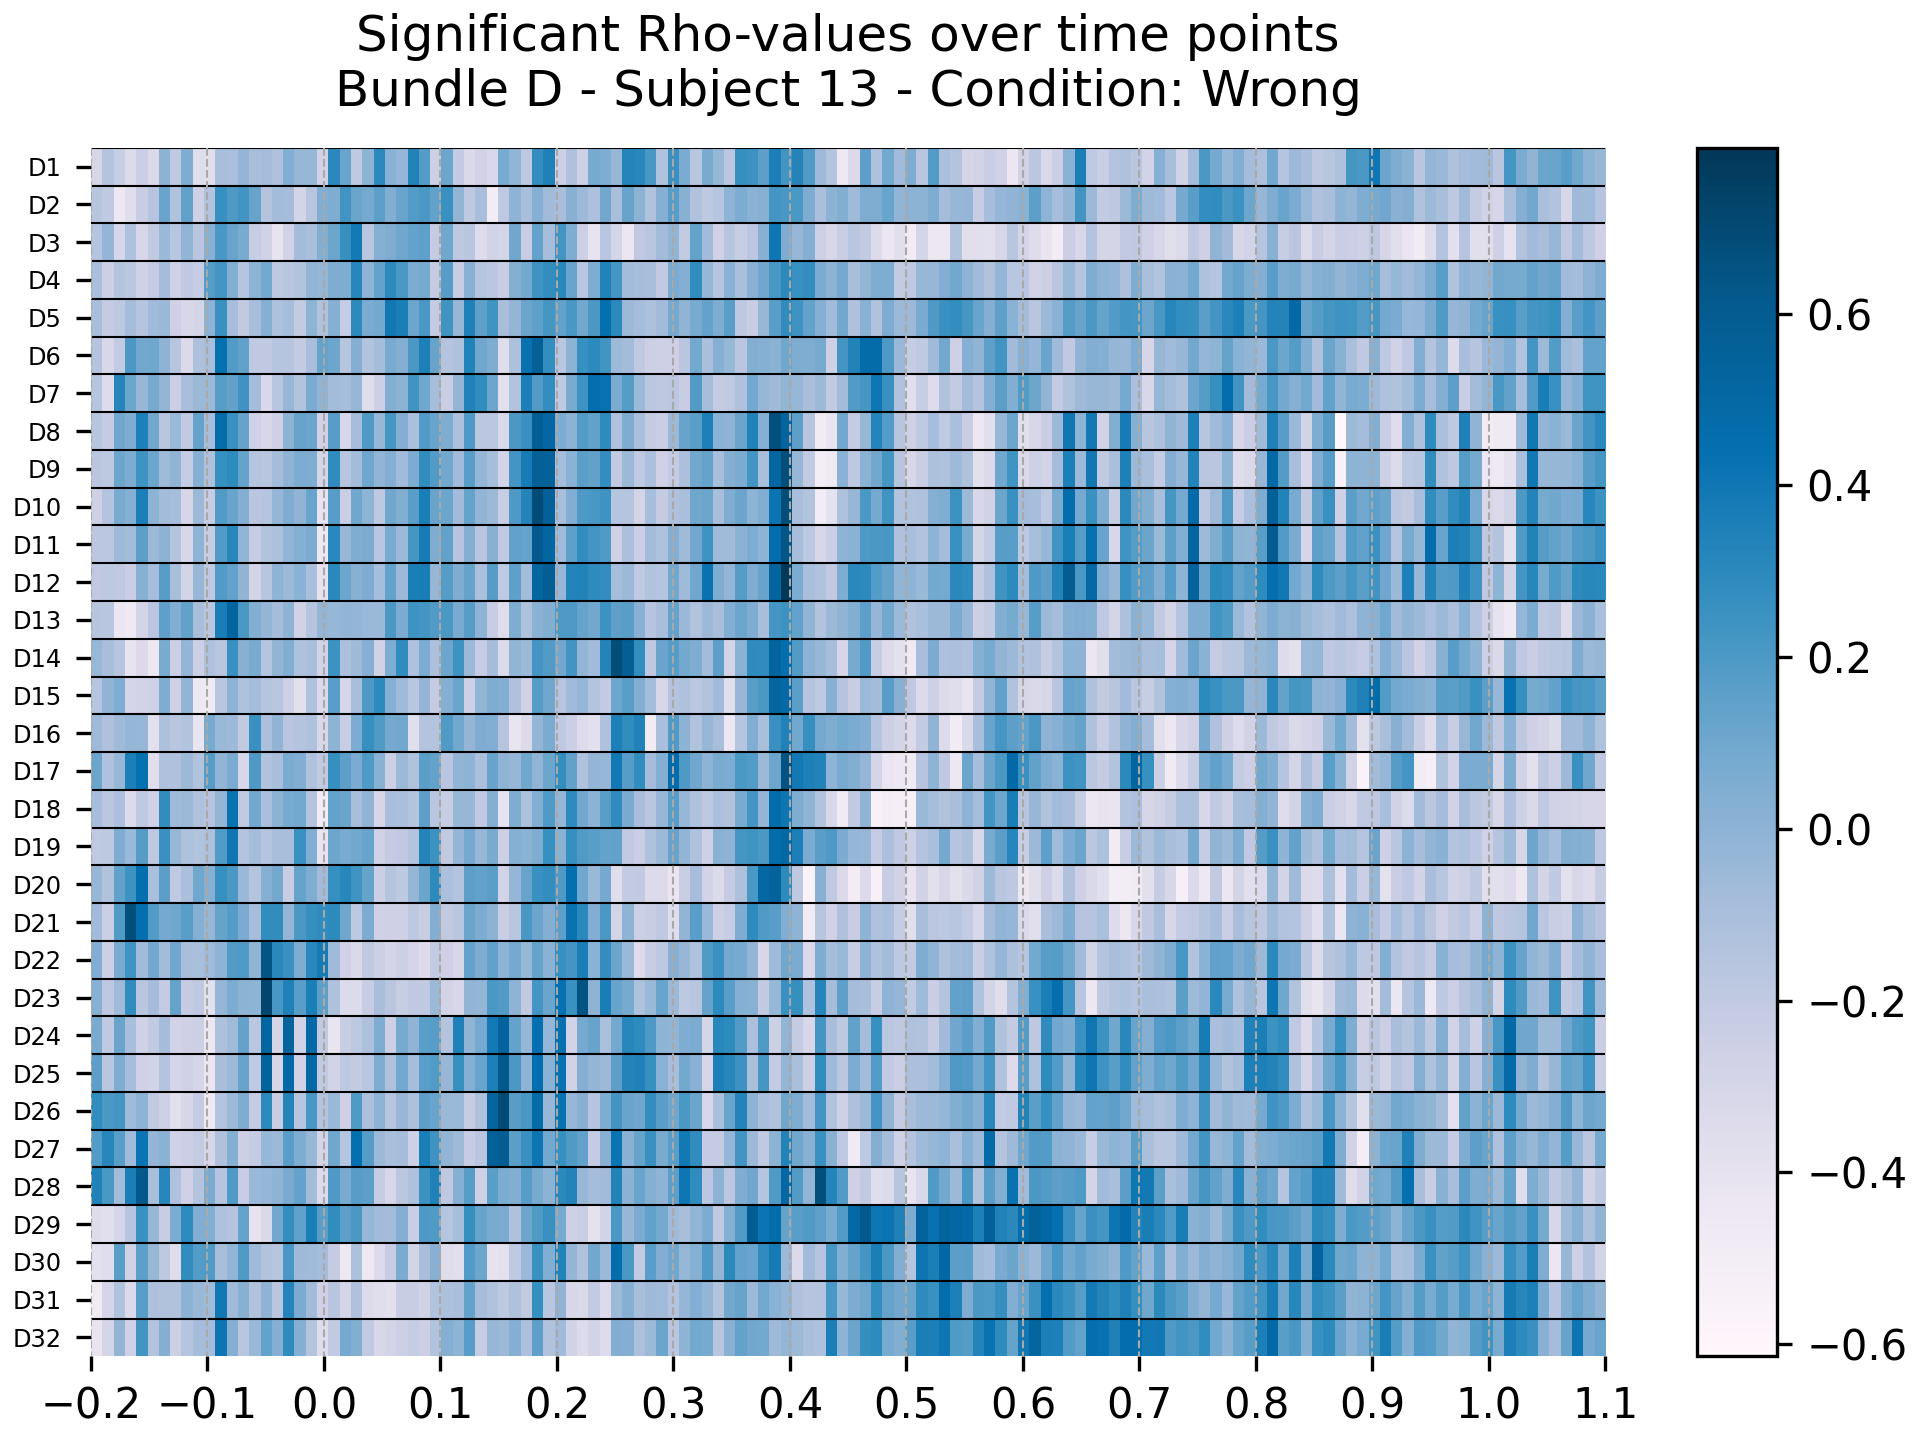 Significant Rho-values over time points
Bundle D - Subject 13 - Condition: Wrong
D1
D2
D3
D4
D5
D6
D7
D8
D9
D10
D11
D12
D13
D14
D15
D16
D17
D18
D19
D20
D21
D22
D23
D24
D25
D26
D27
D28
D29
D30
D31
D32
−0.2 −0.1 0.0 0.1 0.2 0.3 0.4 0.5 0.6 0.7 0.8 0.9 1.0 1.1
0.6
0.4
0.2
0.0
−0.2
−0.4
−0.6